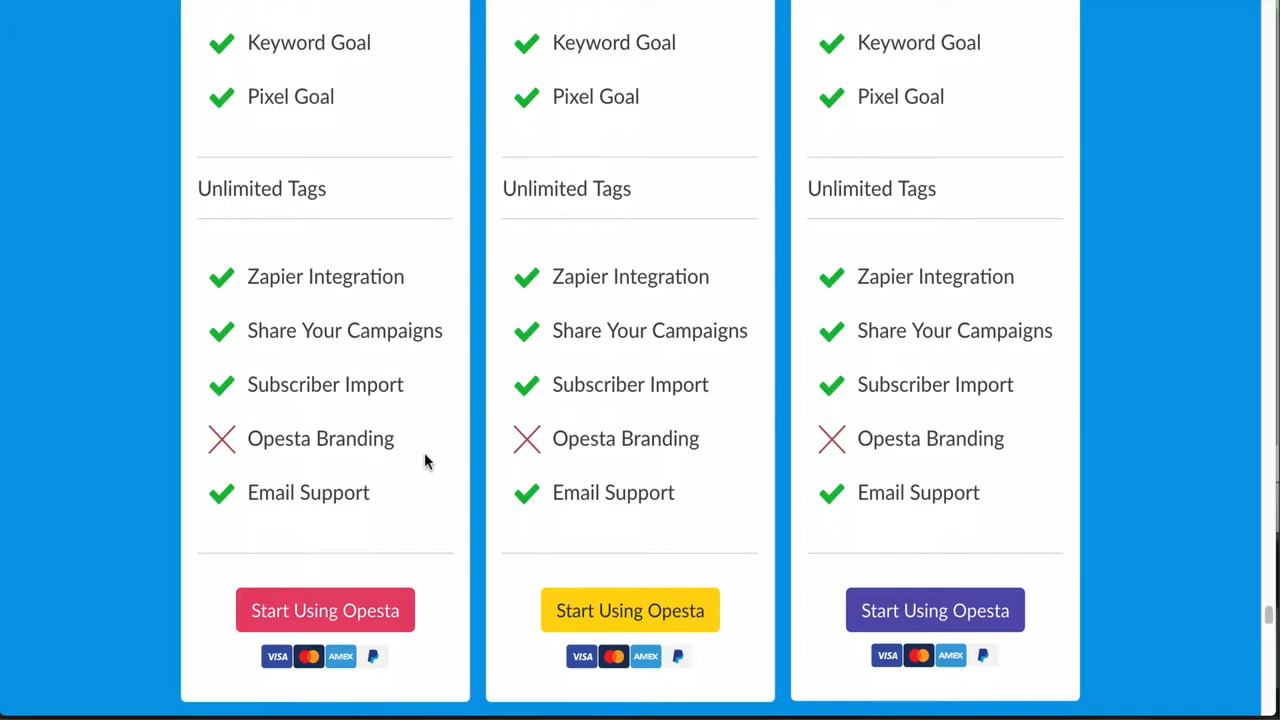 Keyword Goal
Pixel Goal
Unlimited Tags
Zapier Integration
Share Your Campaigns
Subscriber Import
Opesta Branding
Email Support
Start Using Opesta
VISA AMEX
Keyword Goal
Pixel Goal
Unlimited Tags
Zapier Integration
Share Your Campaigns
Subscriber Import
Opesta Branding
Email Support
Start Using Opesta
VISA AMEX
Keyword Goal
Pixel Goal
Unlimited Tags
Zapier Integration
Share Your Campaigns
Subscriber Import
Opesta Branding
Email Support
Start Using Opesta
VISA AMEX